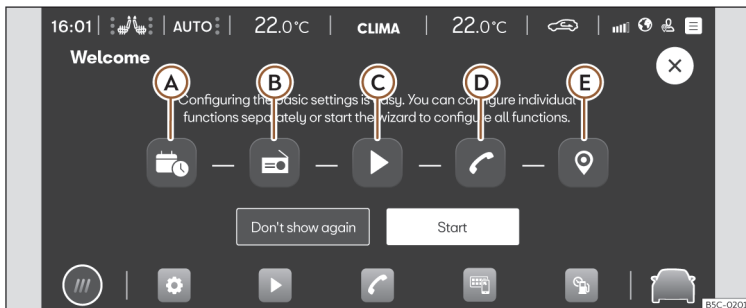 16:01 AUTO 22.0°C CLIMA 22.0°C
Welcome
A B C D E
Configuring the basic settings is easy. You can configure individual
functions separately or start the wizard to configure all functions.
Don't show again Start
B5C-0201